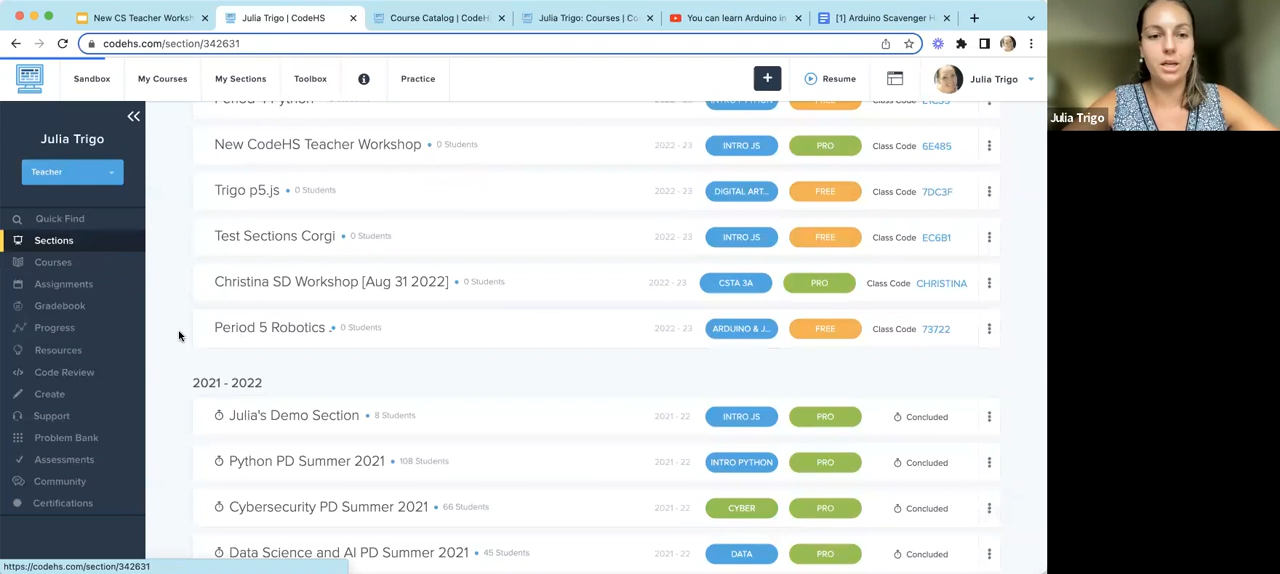 New CS Teacher Worksh
Julia Trigo | CodeHS
Course Catalog | CodeH
Julia Trigo: Courses | Co
You can learn Arduino in
[1] Arduino Scavenger H
codehs.com/section/342631
Sandbox
My Courses
My Sections
Toolbox
Practice
Resume
Julia Trigo
Julia Trigo
Julia Trigo
Teacher
Quick Find
Sections
Courses
Assignments
Gradebook
Progress
Resources
Code Review
Create
Support
Problem Bank
Assessments
Community
Certifications
New CodeHS Teacher Workshop • 0 Students 2022 - 23 INTRO JS PRO Class Code 6E485
Trigo p5.js • 0 Students 2022 - 23 DIGITAL ART... FREE Class Code 7DC3F
Test Sections Corgi • 0 Students 2022 - 23 INTRO JS FREE Class Code EC6B1
Christina SD Workshop [Aug 31 2022] • 0 Students 2022 - 23 CSTA 3A PRO Class Code CHRISTINA
Period 5 Robotics . • 0 Students 2022 - 23 ARDUINO & J... FREE Class Code 73722
2021 - 2022
Julia's Demo Section • 8 Students 2021 - 22 INTRO JS PRO Concluded
Python PD Summer 2021 • 108 Students 2021 - 22 INTRO PYTHON PRO Concluded
Cybersecurity PD Summer 2021 • 66 Students 2021 - 22 CYBER PRO Concluded
Data Science and AI PD Summer 2021 • 45 Students 2021 - 22 DATA PRO Concluded
https://codehs.com/section/342631